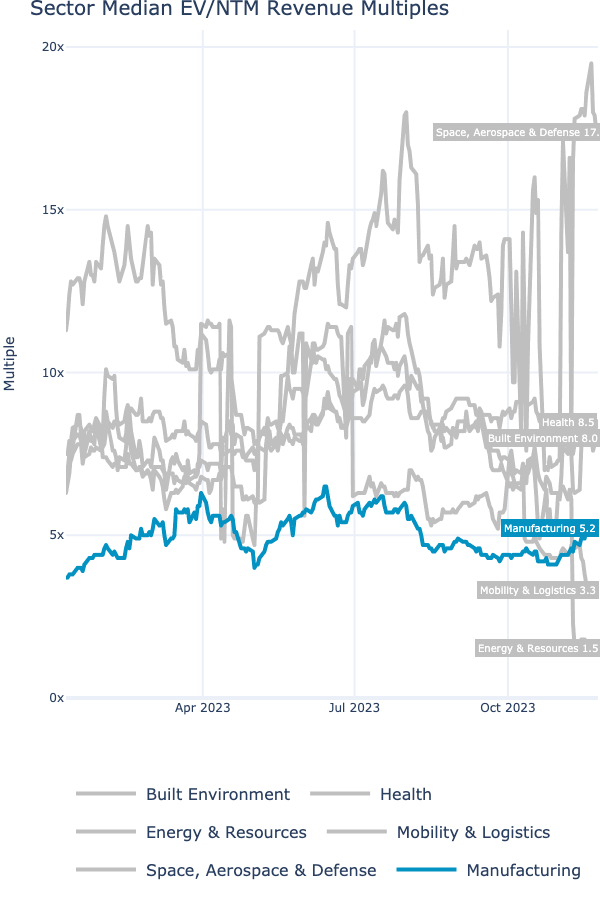 Sector Median EV/NTM Revenue Multiples
20x
Space, Aerospace & Defense 17.
15x
Multiple
10x
Health 8.5
Built Environment 8.0
5x
Manufacturing 5.2
Mobility & Logistics 3.3
Energy & Resources 1.5
0x
Apr 2023 Jul 2023 Oct 2023
Built Environment Health
Energy & Resources Mobility & Logistics
Space, Aerospace & Defense Manufacturing